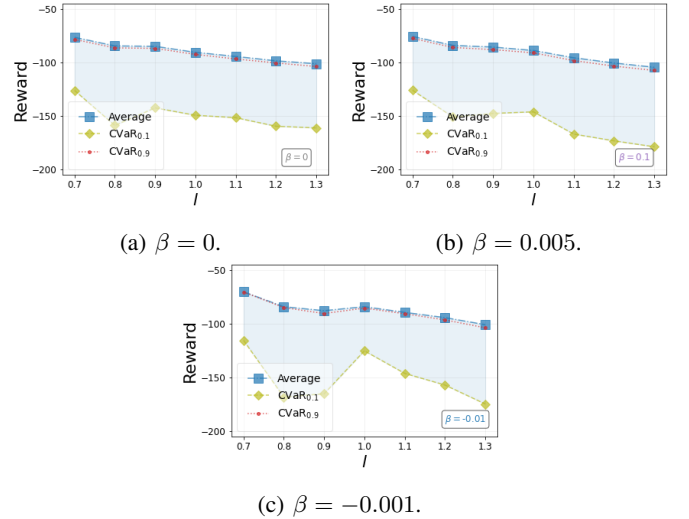 −50
−100
−150
−200
Reward
Average
CVaR0.1
CVaR0.9
β=0
0.7 0.8 0.9 1.0 1.1 1.2 1.3
l
(a) β = 0.
−50
−100
−150
−200
Reward
Average
CVaR0.1
CVaR0.9
β=0.1
0.7 0.8 0.9 1.0 1.1 1.2 1.3
l
(b) β = 0.005.
−50
−100
−150
−200
Reward
Average
CVaR0.1
CVaR0.9
β=-0.01
0.7 0.8 0.9 1.0 1.1 1.2 1.3
l
(c) β = −0.001.